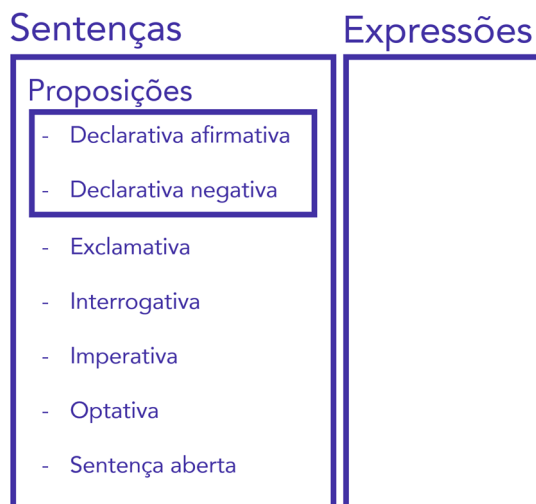 Sentenças
Expressões
Proposições
- Declarativa afirmativa
- Declarativa negativa
- Exclamativa
- Interrogativa
- Imperativa
- Optativa
- Sentença aberta